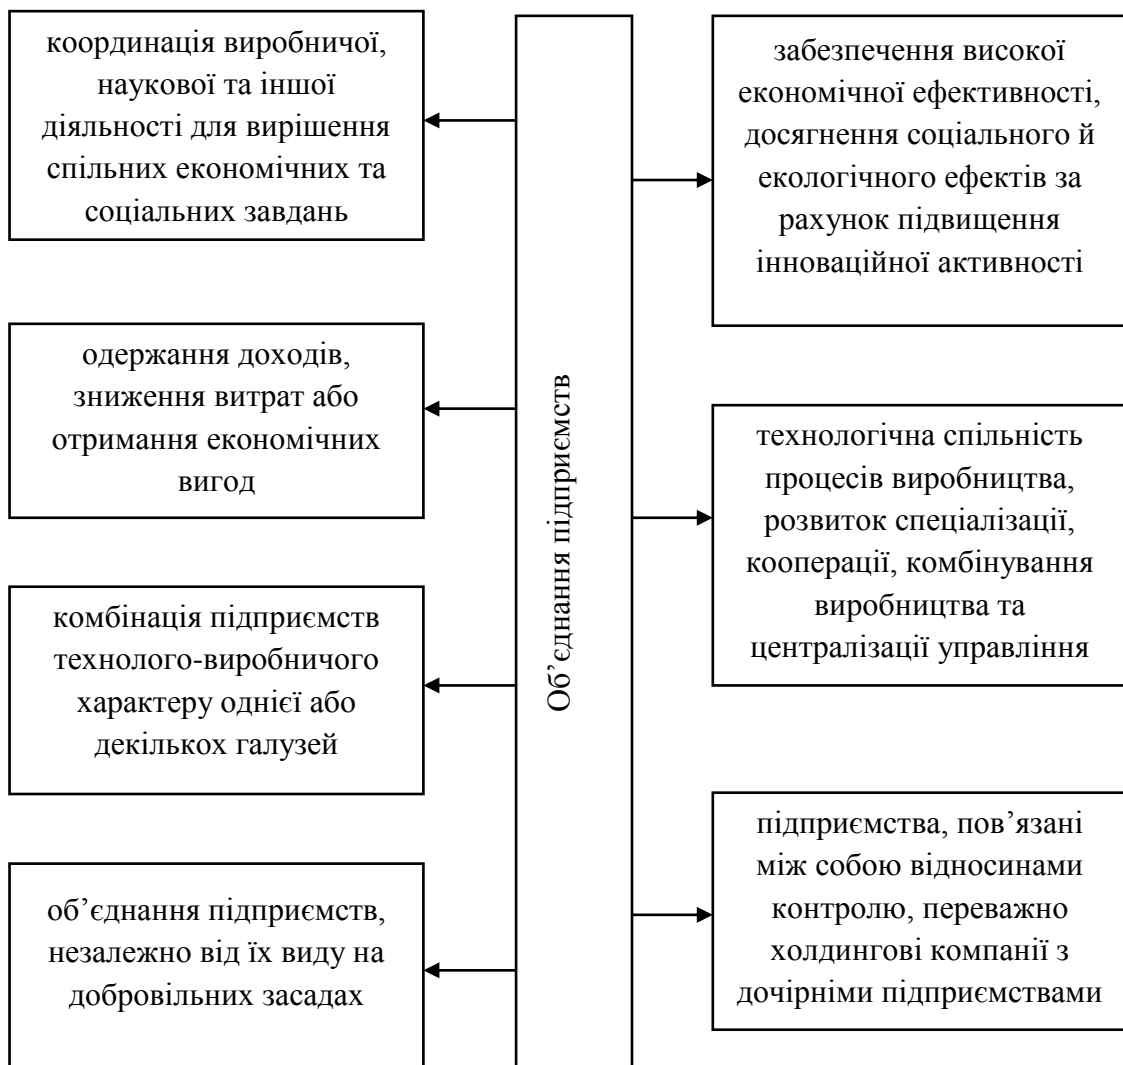 координація виробничої,
наукової та іншої
діяльності для вирішення
спільних економічних та
соціальних завдань
одержання доходів,
зниження витрат або
отримання економічних
вигод
комбінація підприємств
технолого-виробничого
характеру однієї або
декількох галузей
об’єднання підприємств,
незалежно від їх виду на
добровільних засадах
Об’єднання підприємств
забезпечення високої
економічної ефективності,
досягнення соціального й
екологічного ефектів за
рахунок підвищення
інноваційної активності
технологічна спільність
процесів виробництва,
розвиток спеціалізації,
кооперації, комбінування
виробництва та
централізації управління
підприємства, пов’язані
між собою відносинами
контролю, переважно
холдингові компанії з
дочірніми підприємствами